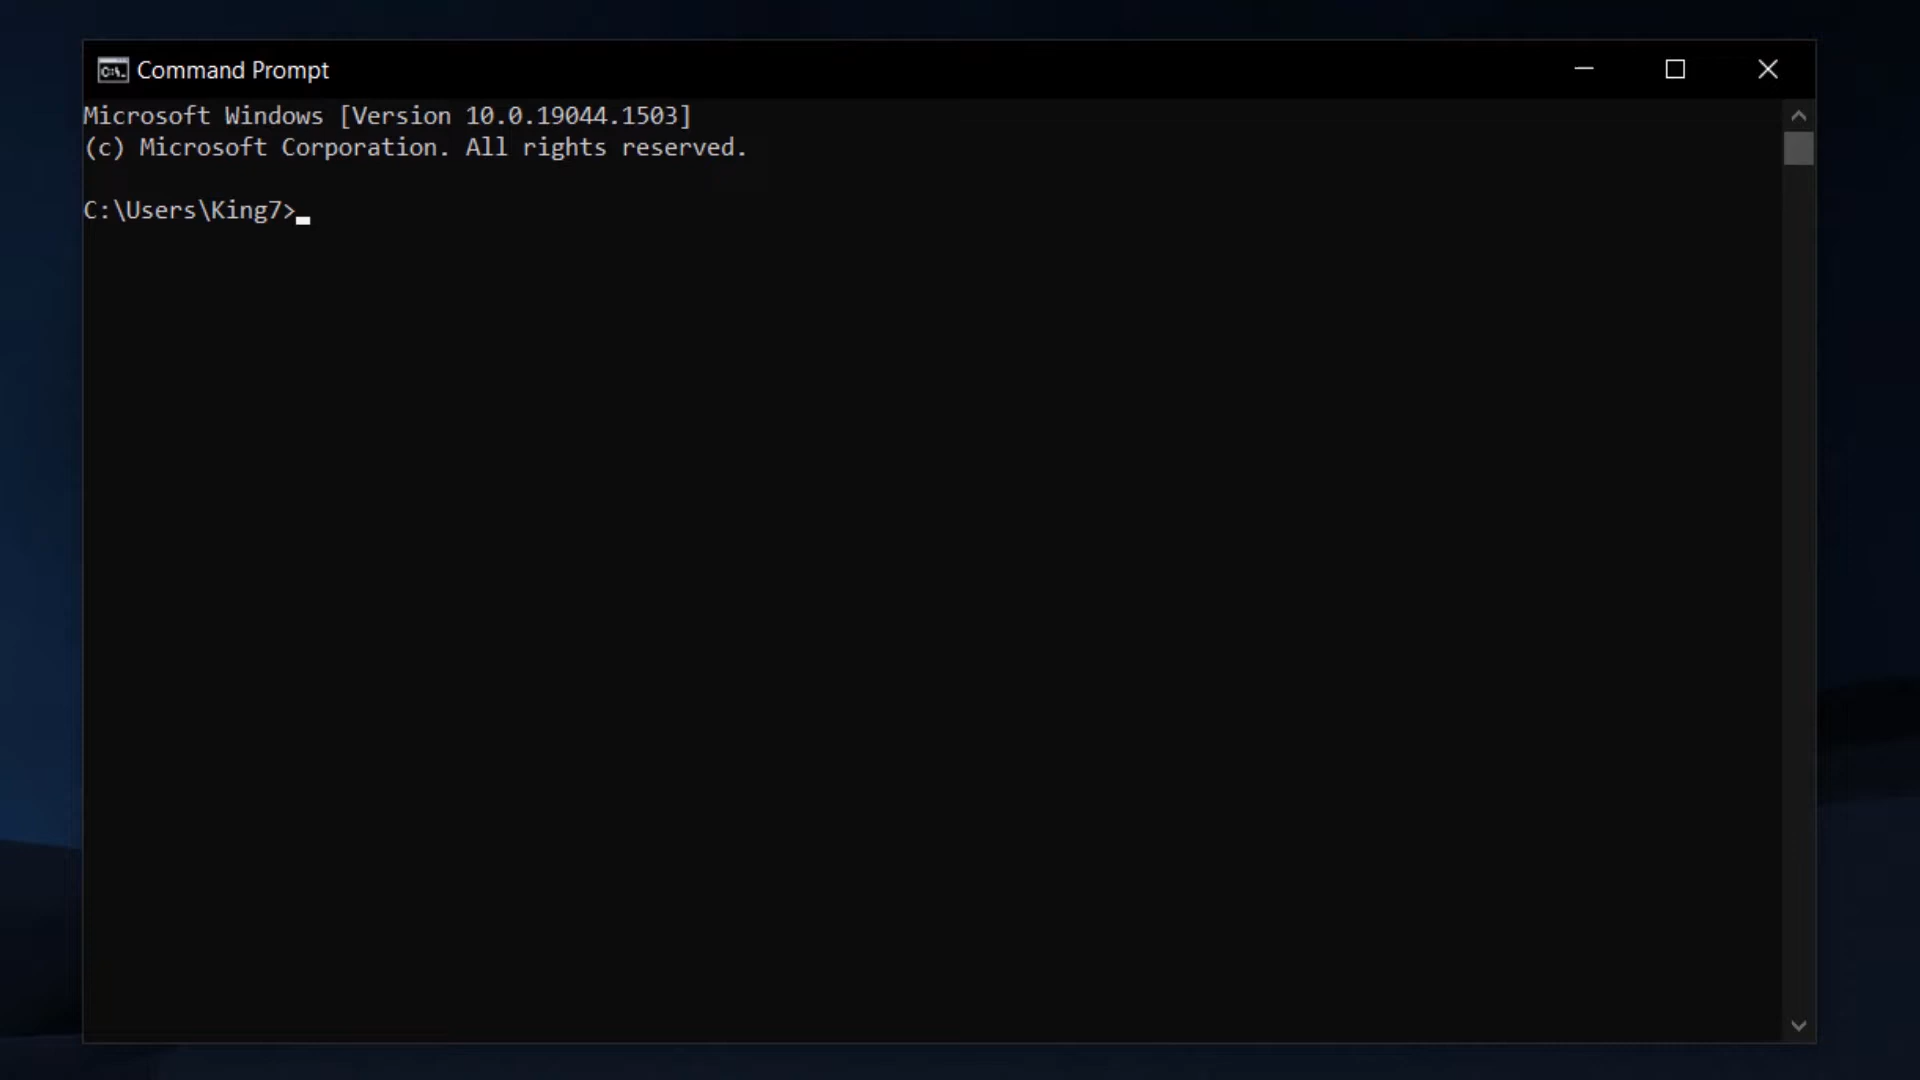 Command Prompt
Microsoft Windows [Version 10.0.19044.1503]
(c) Microsoft Corporation. All rights reserved.
C:\Users\King7>